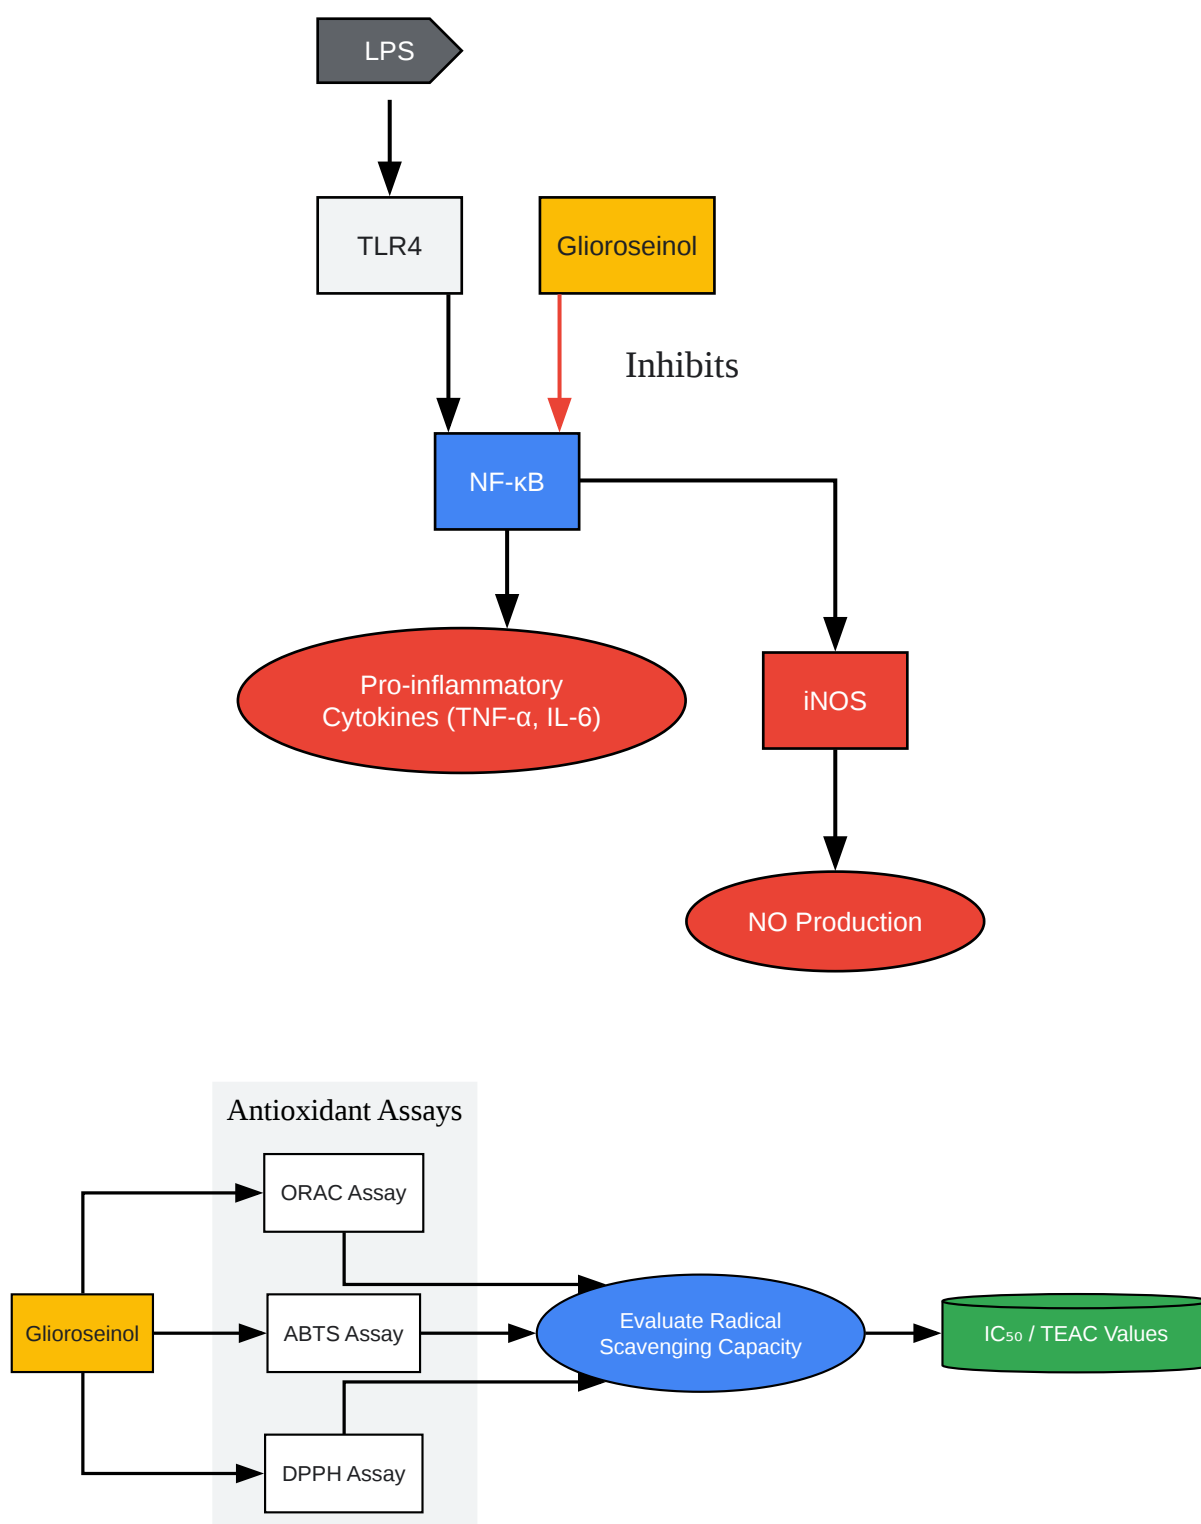 LPS
TLR4
Glioroseinol
Inhibits
NF-κB
Pro-inflammatory
Cytokines (TNF-α, IL-6)
iNOS
NO Production
Antioxidant Assays
ORAC Assay
Glioroseinol
ABTS Assay
Evaluate Radical
Scavenging Capacity
IC₅₀ / TEAC Values
DPPH Assay